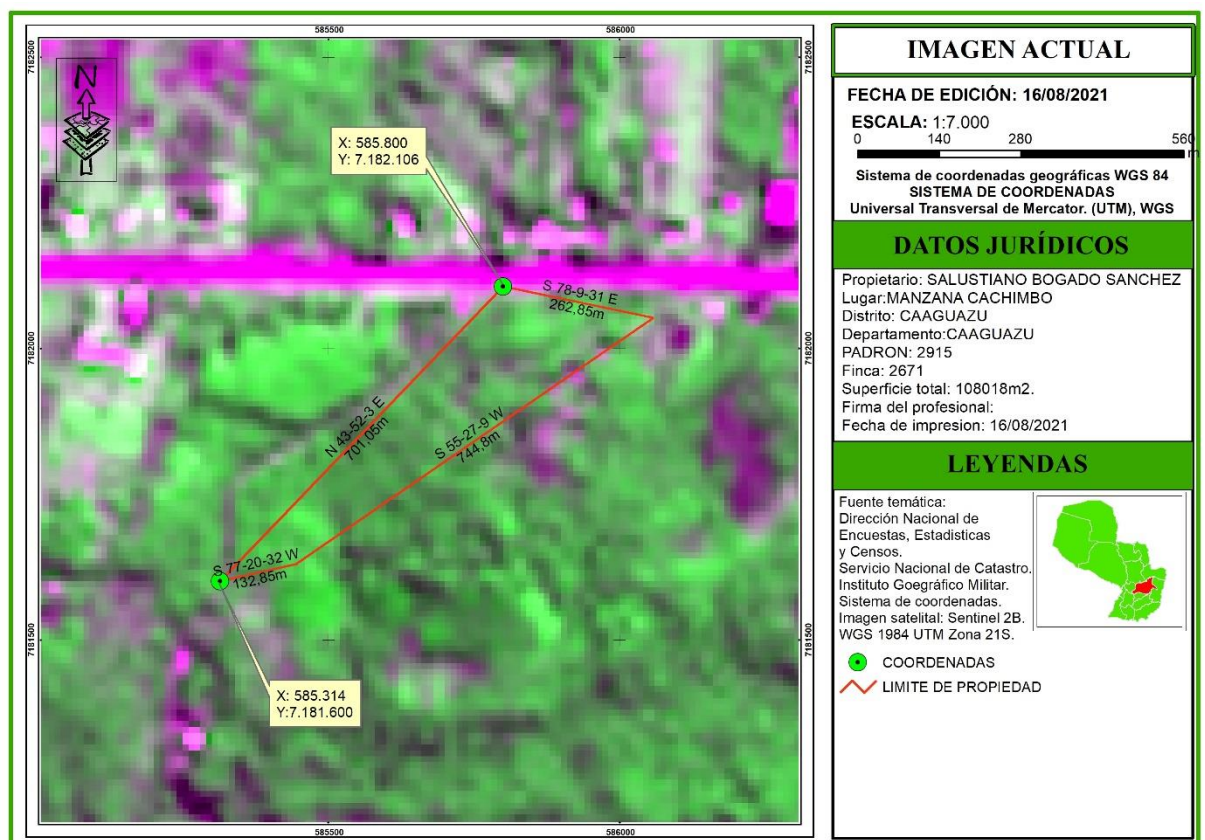 585500
586000
7182500
7182500
N
X: 585.800
Y: 7.182.106
S 78-9-31 E
262,85m
7182000
7182000
N 43-52-3 E
701,05m
S 55-27-9 W
744,8m
S 77-20-32 W
132,85m
7181500
7181500
X: 585.314
Y:7.181.600
585500
586000
IMAGEN ACTUAL
FECHA DE EDICIÓN: 16/08/2021
ESCALA: 1:7.000
0 140 280 560
m
Sistema de coordenadas geográficas WGS 84
SISTEMA DE COORDENADAS
Universal Transversal de Mercator. (UTM), WGS
DATOS JURÍDICOS
Propietario: SALUSTIANO BOGADO SANCHEZ
Lugar:MANZANA CACHIMBO
Distrito: CAAGUAZU
Departamento:CAAGUAZU
PADRON: 2915
Finca: 2671
Superficie total: 108018m2.
Firma del profesional:
Fecha de impresion: 16/08/2021
LEYENDAS
Fuente temática:
Dirección Nacional de
Encuestas, Estadísticas
y Censos.
Servicio Nacional de Catastro.
Instituto Goegráfico Militar.
Sistema de coordenadas.
Imagen satelital: Sentinel 2B.
WGS 1984 UTM Zona 21S.
COORDENADAS
LIMITE DE PROPIEDAD